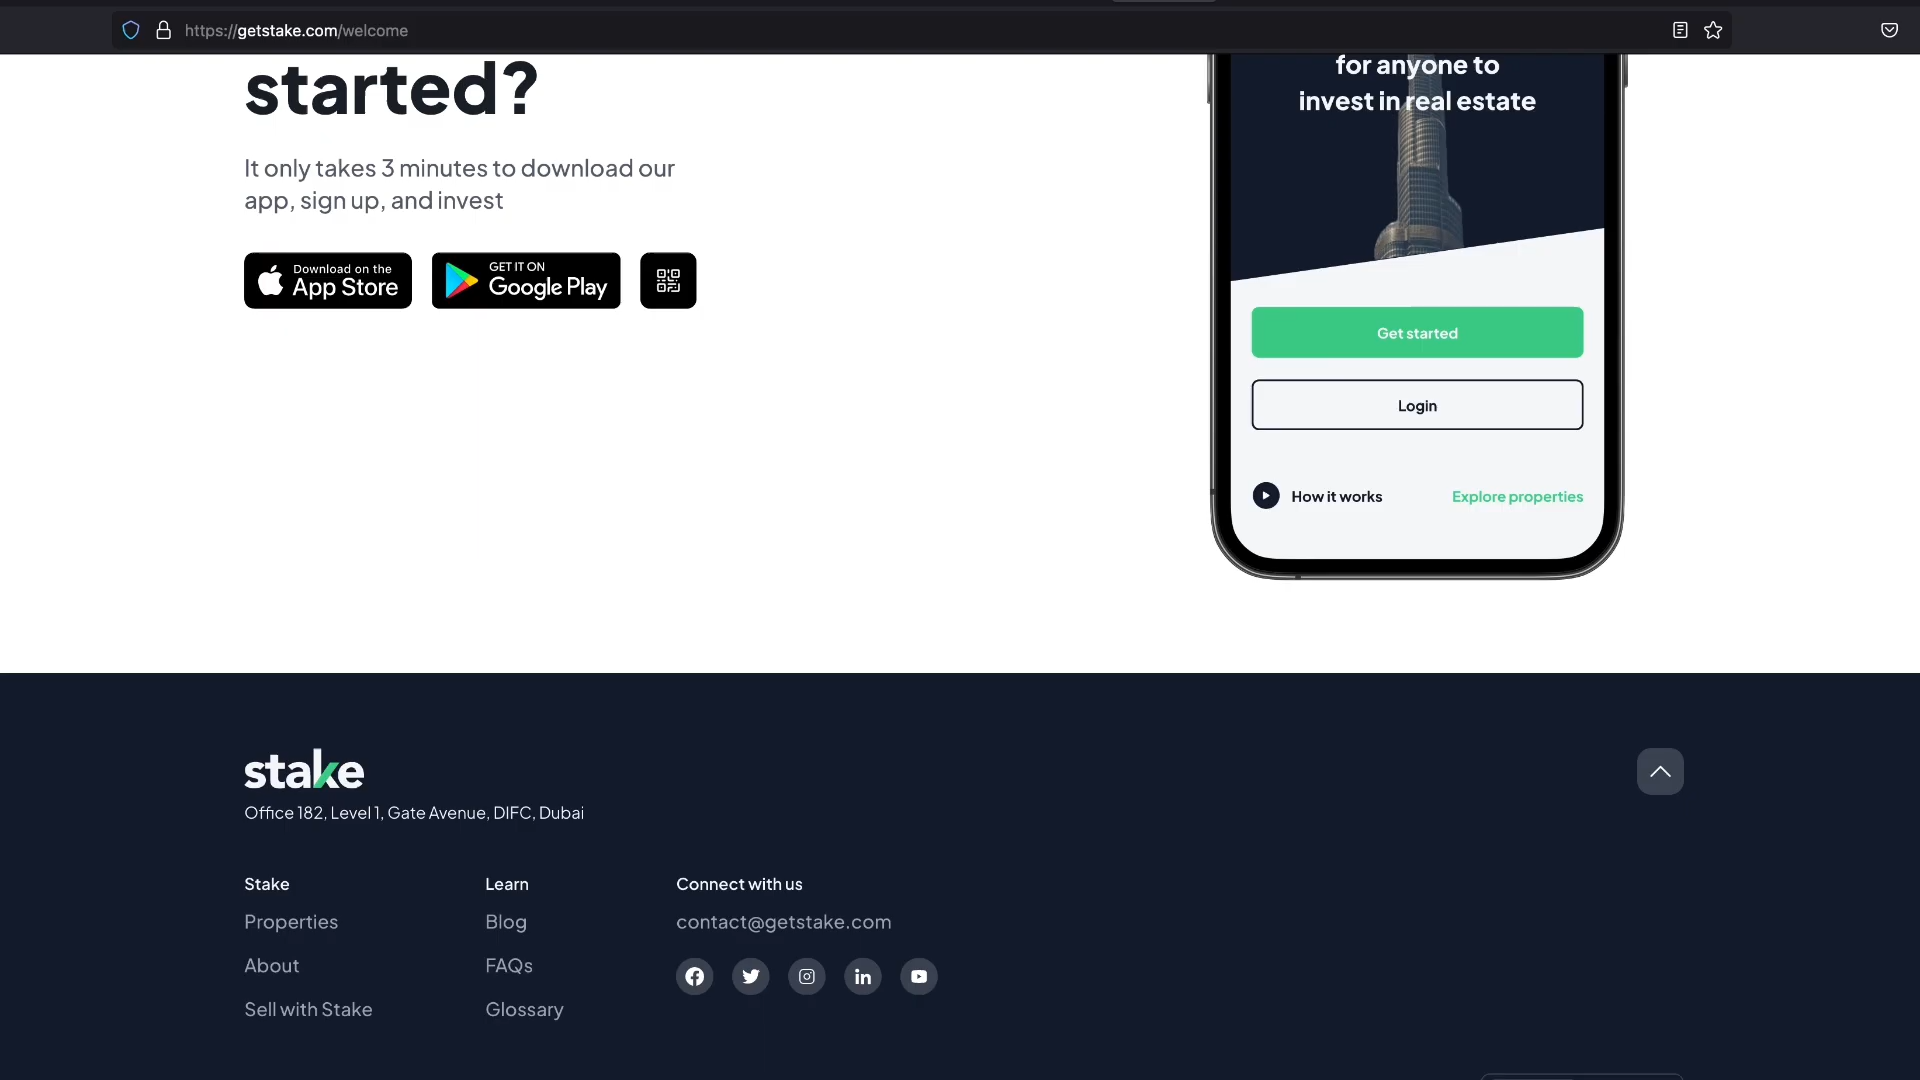 https://getstake.com/welcome
started?
It only takes 3 minutes to download our
app, sign up, and invest
Download on the
App Store
GET IT ON
Google Play
for anyone to
invest in real estate
Get started
Login
How it works
Explore properties
stake
Office 182, Level 1, Gate Avenue, DIFC, Dubai
Stake
Properties
About
Sell with Stake
Learn
Blog
FAQs
Glossary
Connect with us
contact@getstake.com